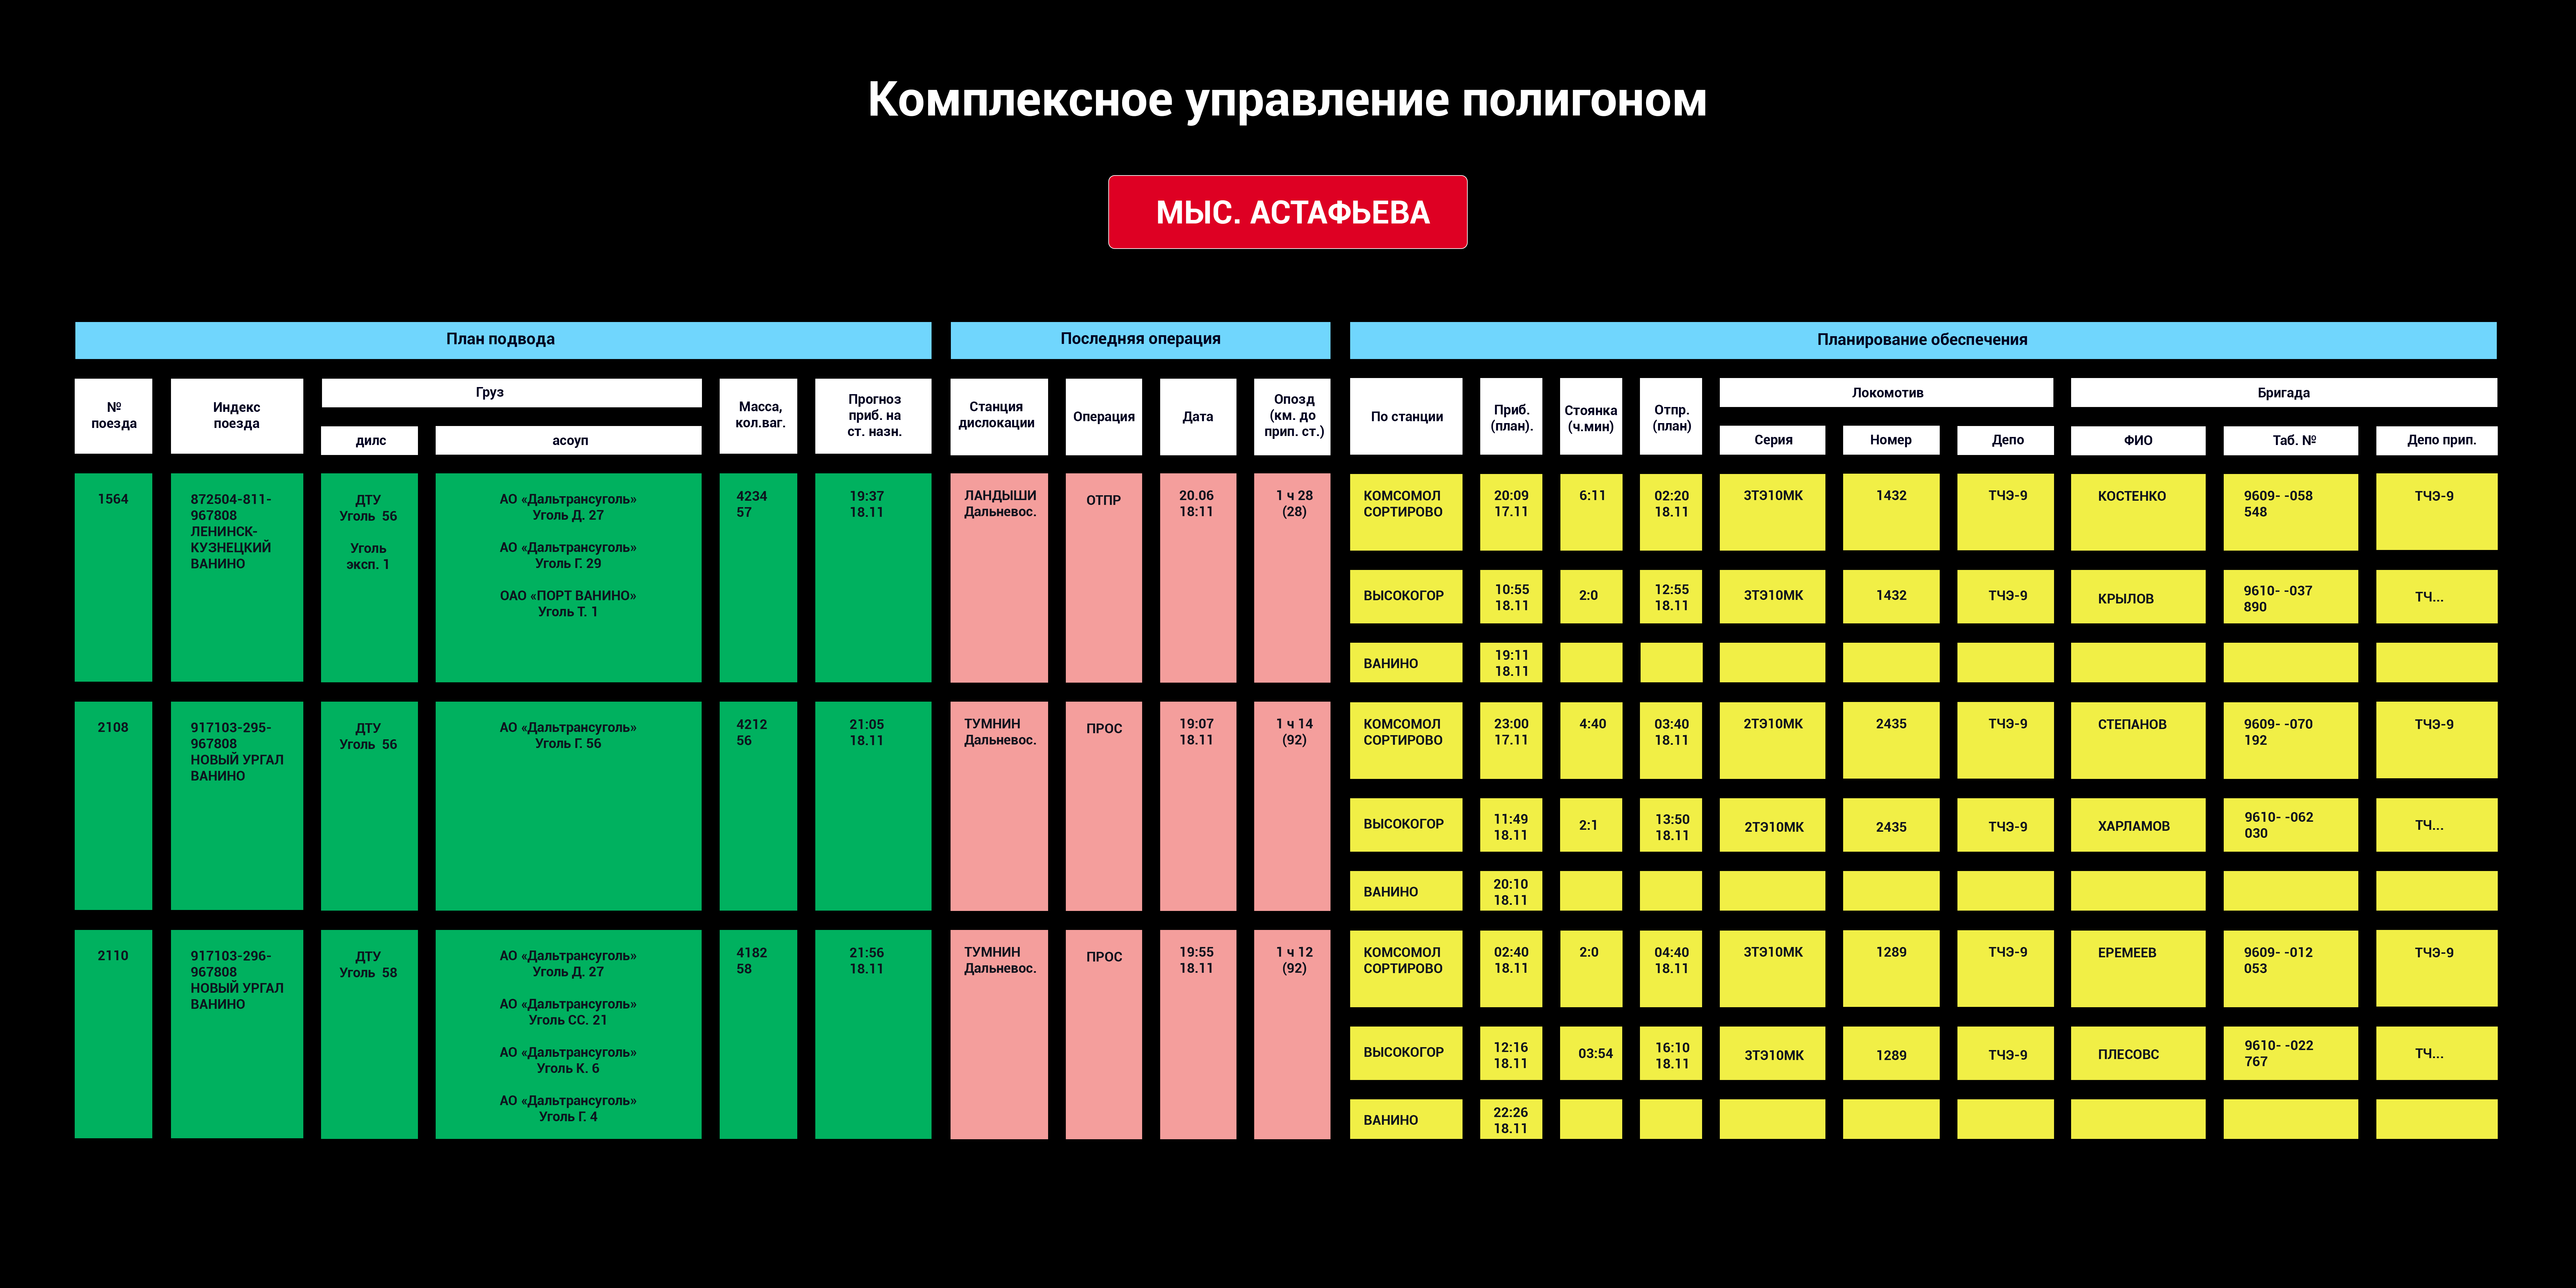 Комплексное управление полигоном
МЫС. АСТАФЬЕВА
План подвода
Последняя операция
Планирование обеспечения
№
поезда
Индекс
поезда
Груз
дилс
асоуп
Масса,
кол.ваг.
Прогноз
приб. на
ст. назн.
Станция
дислокации
Операция
Дата
Опозд
(км. до
прип. ст.)
По станции
Приб.
(план).
Стоянка
(ч.мин)
Отпр.
(план)
Локомотив
Серия
Номер
Депо
Бригада
ФИО
Таб. №
Депо прип.
1564
872504-811-
967808
ЛЕНИНСК-
КУЗНЕЦКИЙ
ВАНИНО
ДТУ
Уголь 56
Уголь
эксп. 1
АО «Дальтрансуголь»
Уголь Д. 27
АО «Дальтрансуголь»
Уголь Г. 29
ОАО «ПОРТ ВАНИНО»
Уголь Т. 1
4234
57
19:37
18.11
ЛАНДЫШИ
Дальневос.
ОТПР
20.06
18:11
1 ч 28
(28)
КОМСОМОЛ
СОРТИРОВО
20:09
17.11
6:11
02:20
18.11
3ТЭ10МК
1432
ТЧЭ-9
КОСТЕНКО
9609- -058
548
ТЧЭ-9
ВЫСОКОГОР
10:55
18.11
2:0
12:55
18.11
3ТЭ10МК
1432
ТЧЭ-9
КРЫЛОВ
9610- -037
890
ТЧ...
ВАНИНО
19:11
18.11
2108
917103-295-
967808
НОВЫЙ УРГАЛ
ВАНИНО
ДТУ
Уголь 56
АО «Дальтрансуголь»
Уголь Г. 56
4212
56
21:05
18.11
ТУМНИН
Дальневос.
ПРОС
19:07
18.11
1 ч 14
(92)
КОМСОМОЛ
СОРТИРОВО
23:00
17.11
4:40
03:40
18.11
2ТЭ10МК
2435
ТЧЭ-9
СТЕПАНОВ
9609- -070
192
ТЧЭ-9
ВЫСОКОГОР
11:49
18.11
2:1
13:50
18.11
2ТЭ10МК
2435
ТЧЭ-9
ХАРЛАМОВ
9610- -062
030
ТЧ...
ВАНИНО
20:10
18.11
2110
917103-296-
967808
НОВЫЙ УРГАЛ
ВАНИНО
ДТУ
Уголь 58
АО «Дальтрансуголь»
Уголь Д. 27
АО «Дальтрансуголь»
Уголь СС. 21
АО «Дальтрансуголь»
Уголь К. 6
АО «Дальтрансуголь»
Уголь Г. 4
4182
58
21:56
18.11
ТУМНИН
Дальневос.
ПРОС
19:55
18.11
1 ч 12
(92)
КОМСОМОЛ
СОРТИРОВО
02:40
18.11
2:0
04:40
18.11
3ТЭ10МК
1289
ТЧЭ-9
ЕРЕМЕЕВ
9609- -012
053
ТЧЭ-9
ВЫСОКОГОР
12:16
18.11
03:54
16:10
18.11
3ТЭ10МК
1289
ТЧЭ-9
ПЛЕСОВС
9610- -022
767
ТЧ...
ВАНИНО
22:26
18.11